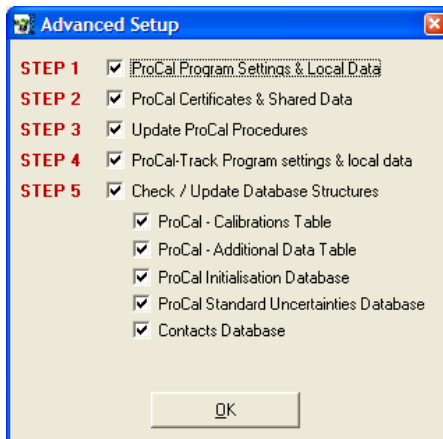 Advanced Setup
STEP 1 ProCal Program Settings & Local Data
STEP 2 ProCal Certificates & Shared Data
STEP 3 Update ProCal Procedures
STEP 4 ProCal-Track Program settings & local data
STEP 5 Check / Update Database Structures
ProCal - Calibrations Table
ProCal - Additional Data Table
ProCal Initialisation Database
ProCal Standard Uncertainties Database
Contacts Database
OK